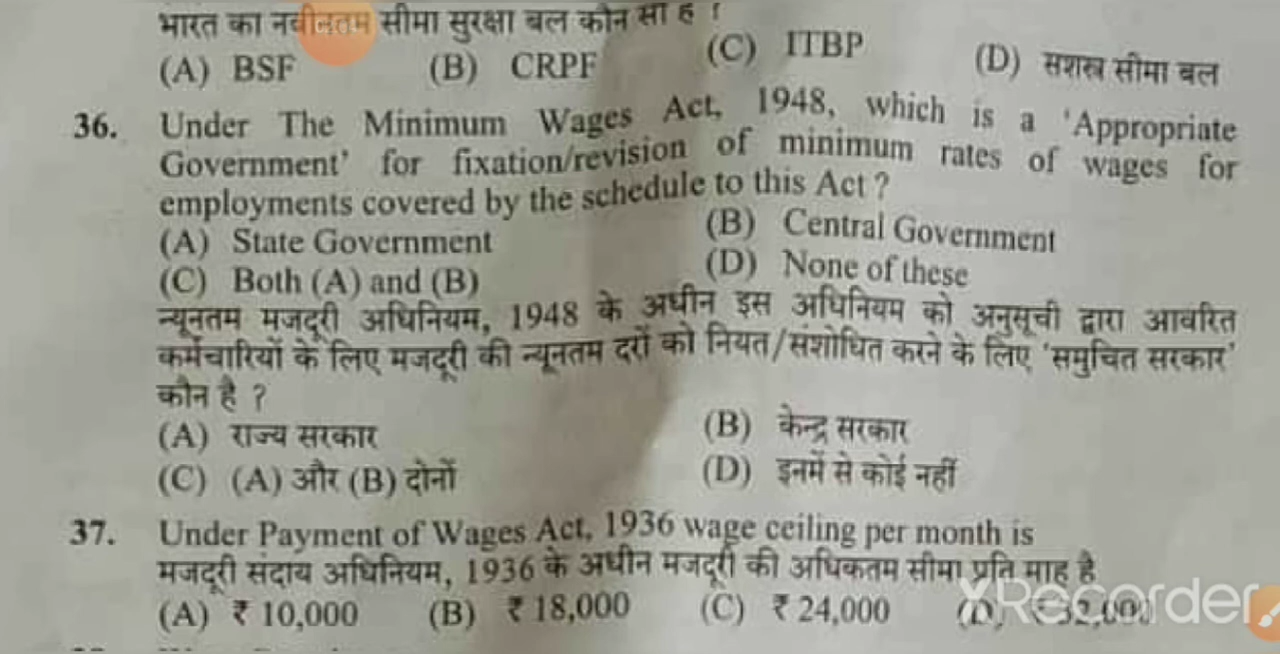 भारत का सीमा सुरक्षा बल कौन सा है ?
(A) BSF (B) CRPF (C) ITBP (D) सशस्त्र सीमा बल
36. Under The Minimum Wages Act, 1948, which is a 'Appropriate
Government' for fixation/revision of minimum rates of wages for
employments covered by the schedule to this Act ?
(A) State Government (B) Central Government
(C) Both (A) and (B) (D) None of these
न्यूनतम मजदूरी अधिनियम, 1948 के अधीन इस अधिनियम को अनुसूची द्वारा आवरित
कर्मचारियों के लिए मजदूरी की न्यूनतम दरों को नियत/संशोधित करने के लिए 'समुचित सरकार'
कौन है ?
(A) राज्य सरकार (B) केन्द्र सरकार
(C) (A) और (B) दोनों (D) इनमें से कोई नहीं
37. Under Payment of Wages Act, 1936 wage ceiling per month is
मजदूरी संदाय अधिनियम, 1936 के अधीन मजदूरी की अधिकतम सीमा प्रति माह है
(A) ₹ 10,000 (B) ₹ 18,000 (C) ₹ 24,000 (D) ₹ 32,000
XRecorder